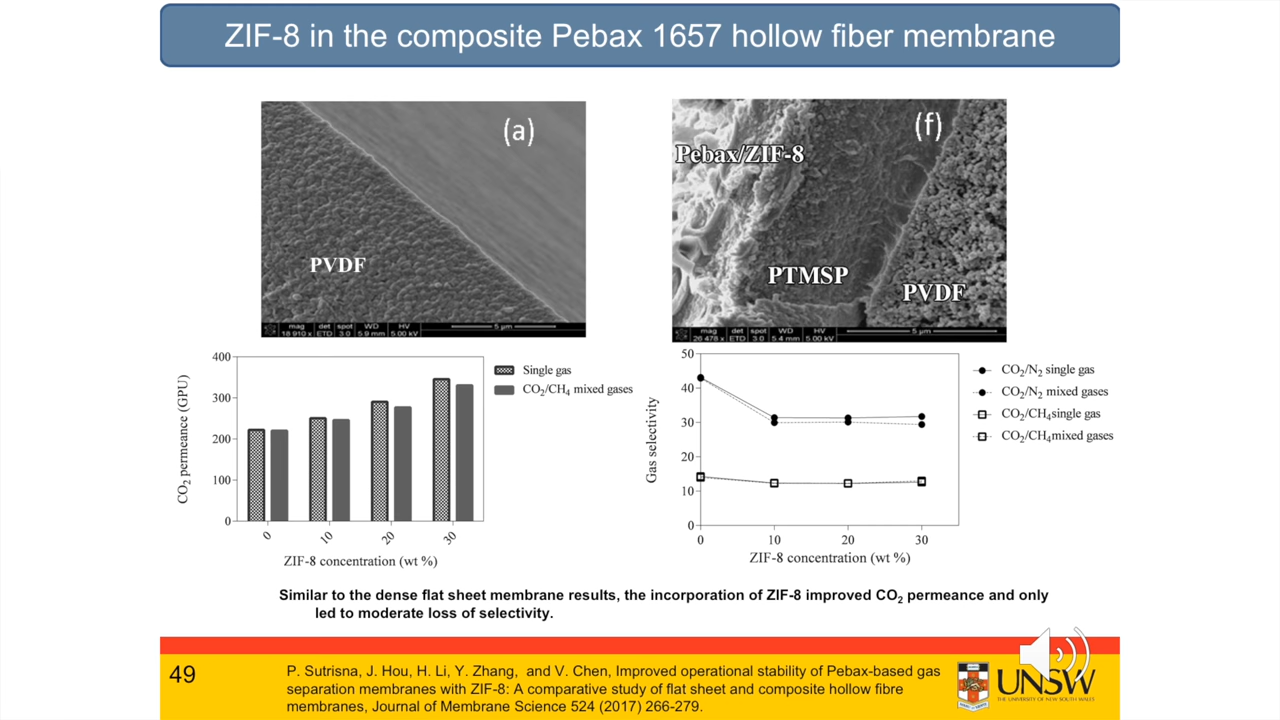 ZIF-8 in the composite Pebax 1657 hollow fiber membrane
(a)
PVDF
mag det spot WD HV
18 910 x ETD 3.0 5.9 mm 5.00 kV
5 µm
(f)
Pebax/ZIF-8
PTMSP
PVDF
mag det spot WD HV
26 478 x ETD 3.0 5.4 mm 5.00 kV
5 µm
CO₂ permeance (GPU)
400
300
200
100
0
0 10 20 30
ZIF-8 concentration (wt %)
Single gas
CO₂/CH₄ mixed gases
Gas selectivity
50
40
30
20
10
0
0 10 20 30
ZIF-8 concentration (wt %)
CO₂/N₂ single gas
CO₂/N₂ mixed gases
CO₂/CH₄single gas
CO₂/CH₄mixed gases
Similar to the dense flat sheet membrane results, the incorporation of ZIF-8 improved CO₂ permeance and only
led to moderate loss of selectivity.
49
P. Sutrisna, J. Hou, H. Li, Y. Zhang, and V. Chen, Improved operational stability of Pebax-based gas
separation membranes with ZIF-8: A comparative study of flat sheet and composite hollow fibre
membranes, Journal of Membrane Science 524 (2017) 266-279.
UNSW
THE UNIVERSITY OF NEW SOUTH WALES